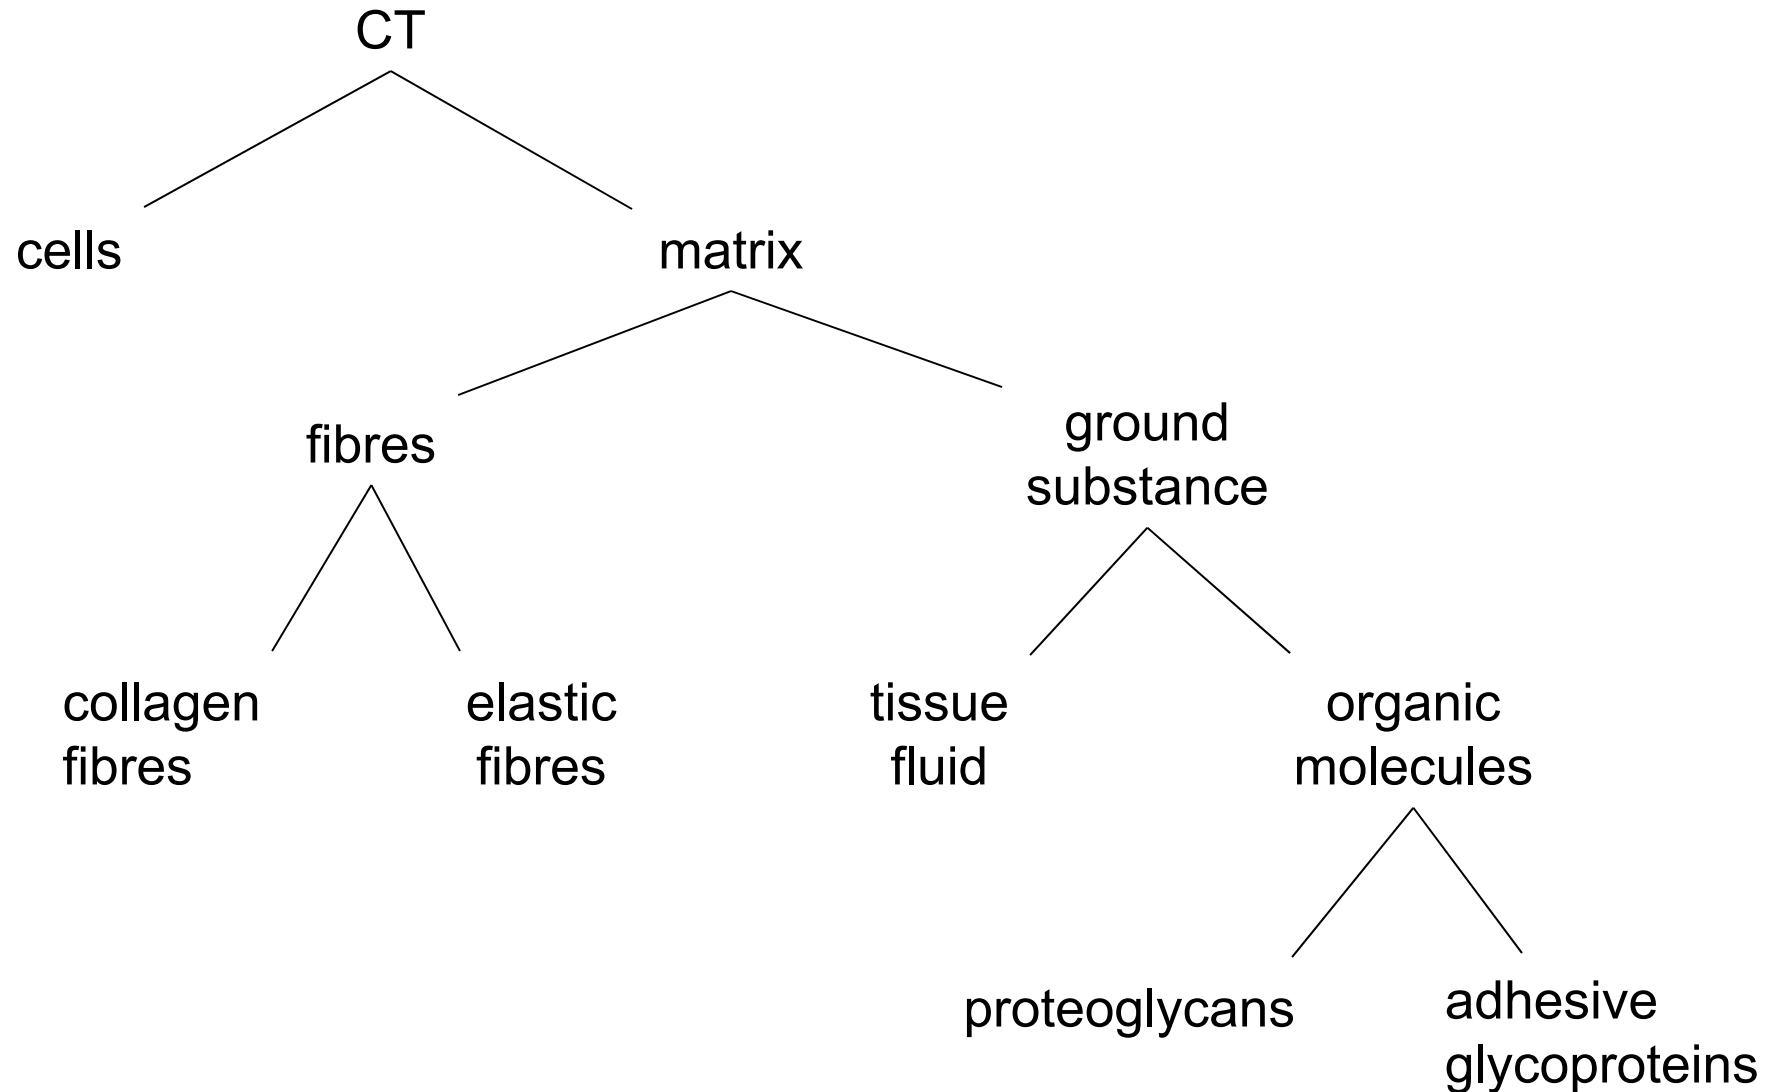 CT
cells
matrix
fibres
ground
substance
collagen
fibres
elastic
fibres
tissue
fluid
organic
molecules
proteoglycans
adhesive
glycoproteins